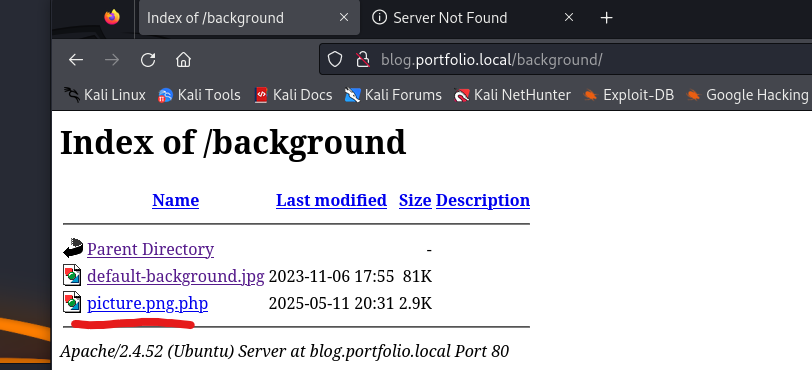 Index of /background
Server Not Found
blog.portfolio.local/background/
Kali Linux Kali Tools Kali Docs Kali Forums Kali NetHunter Exploit-DB Google Hacking
Index of /background
Name Last modified Size Description
Parent Directory -
default-background.jpg 2023-11-06 17:55 81K
picture.png.php 2025-05-11 20:31 2.9K
Apache/2.4.52 (Ubuntu) Server at blog.portfolio.local Port 80